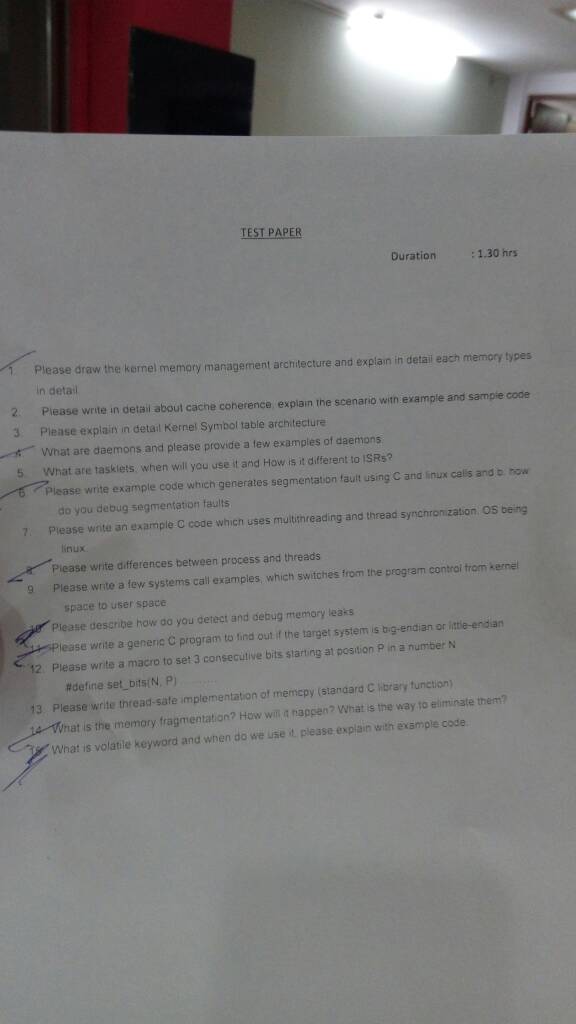 TEST PAPER
Duration : 1.30 hrs
1. Please draw the kernel memory management architecture and explain in detail each memory types
in detail
2. Please write in detail about cache coherence, explain the scenario with example and sample code
3. Please explain in detail Kernel Symbol table architecture
4. What are daemons and please provide a few examples of daemons
5. What are tasklets, when will you use it and How is it different to ISRs?
6. Please write example code which generates segmentation fault using C and linux calls and b. how
do you debug segmentation faults
7. Please write an example C code which uses multithreading and thread synchronization, OS being
linux.
8. Please write differences between process and threads
9. Please write a few systems call examples, which switches from the program control from kernel
space to user space
10. Please describe how do you detect and debug memory leaks
11. Please write a generic C program to find out if the target system is big-endian or little-endian
12. Please write a macro to set 3 consecutive bits starting at position P in a number N
#define set_bits(N, P) ..........
13. Please write thread-safe implementation of memcpy (standard C library function)
14. What is the memory fragmentation? How will it happen? What is the way to eliminate them?
15. What is volatile keyword and when do we use it, please explain with example code.